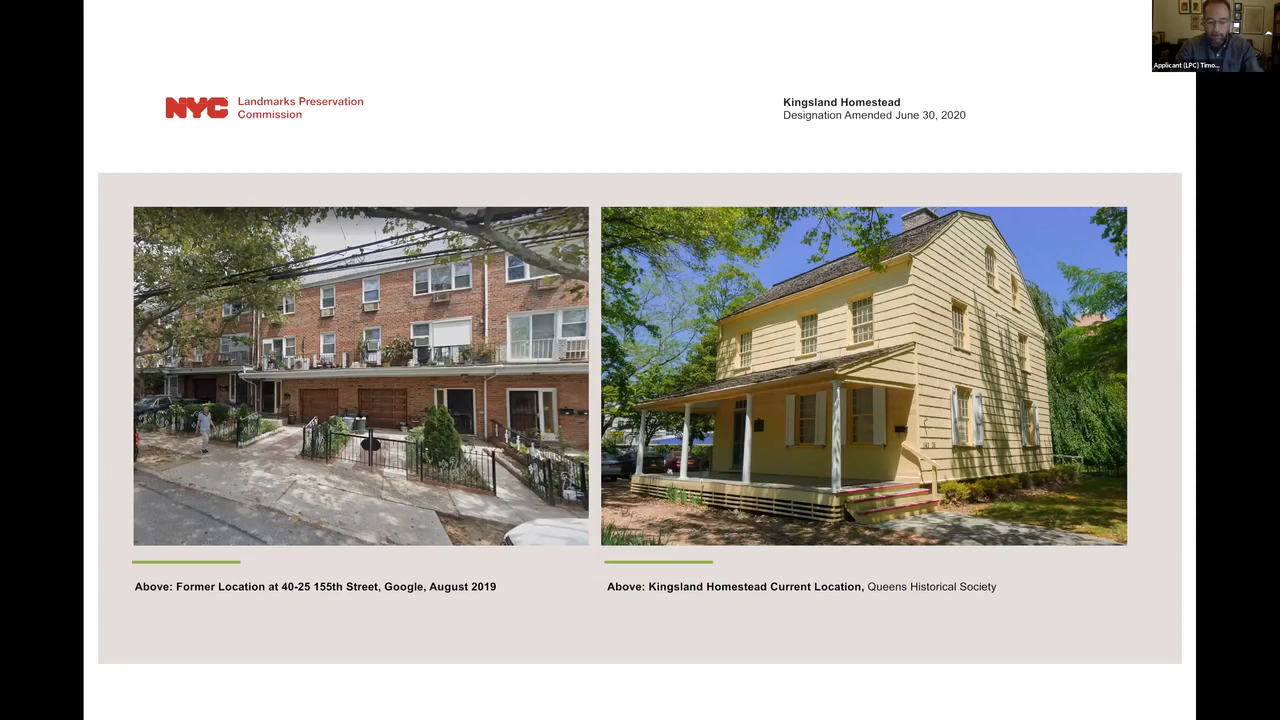 Applicant (LPC) Timo...
NYC Landmarks Preservation
Commission
Kingsland Homestead
Designation Amended June 30, 2020
Above: Former Location at 40-25 155th Street, Google, August 2019
Above: Kingsland Homestead Current Location, Queens Historical Society